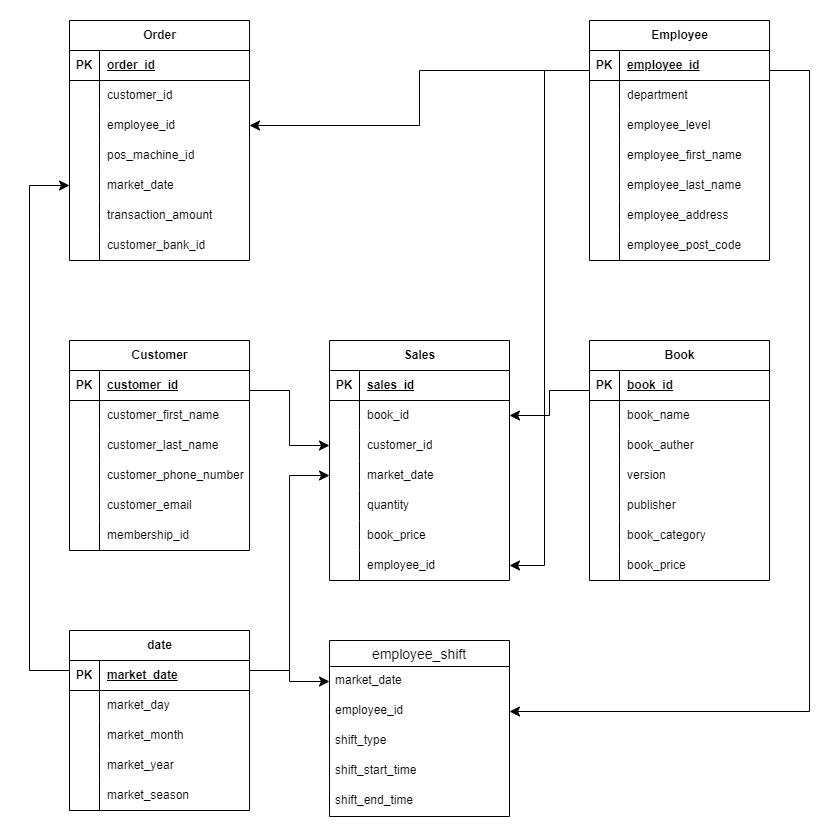 Order
PK order_id
customer_id
employee_id
pos_machine_id
market_date
transaction_amount
customer_bank_id
Employee
PK employee_id
department
employee_level
employee_first_name
employee_last_name
employee_address
employee_post_code
Customer
PK customer_id
customer_first_name
customer_last_name
customer_phone_number
customer_email
membership_id
Sales
PK sales_id
book_id
customer_id
market_date
quantity
book_price
employee_id
Book
PK book_id
book_name
book_auther
version
publisher
book_category
book_price
date
PK market_date
market_day
market_month
market_year
market_season
employee_shift
market_date
employee_id
shift_type
shift_start_time
shift_end_time